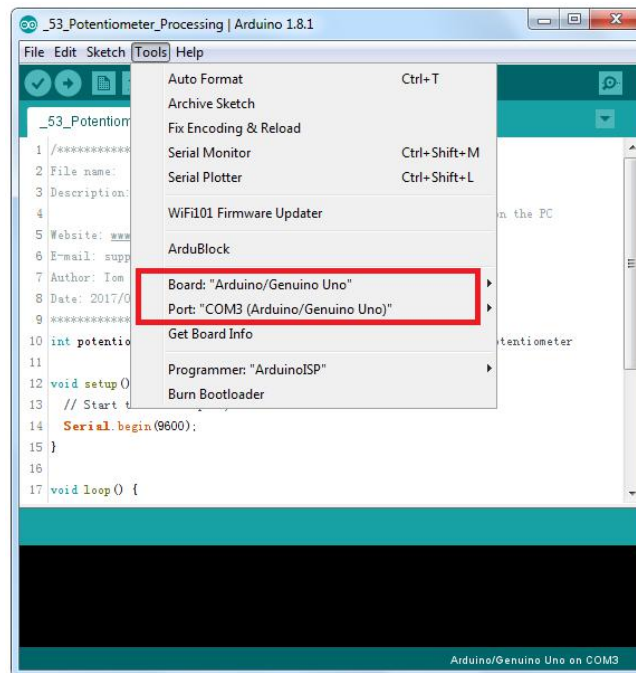 _53_Potentiometer_Processing | Arduino 1.8.1
File Edit Sketch Tools Help
Auto Format Ctrl+T
Archive Sketch
Fix Encoding & Reload
Serial Monitor Ctrl+Shift+M
Serial Plotter Ctrl+Shift+L
WiFi101 Firmware Updater
ArduBlock
Board: "Arduino/Genuino Uno"
Port: "COM3 (Arduino/Genuino Uno)"
Get Board Info
Programmer: "ArduinoISP"
Burn Bootloader
_53_Potentiom
1 /***********
2 File name:
3 Description:
4 n the PC
5 Website: www
6 E-mail: supp
7 Author: Tom
8 Date: 2017/0
9 ***********
10 int potentio tentiometer
11
12 void setup()
13 // Start t
14 Serial.begin(9600);
15 }
16
17 void loop() {
Arduino/Genuino Uno on COM3